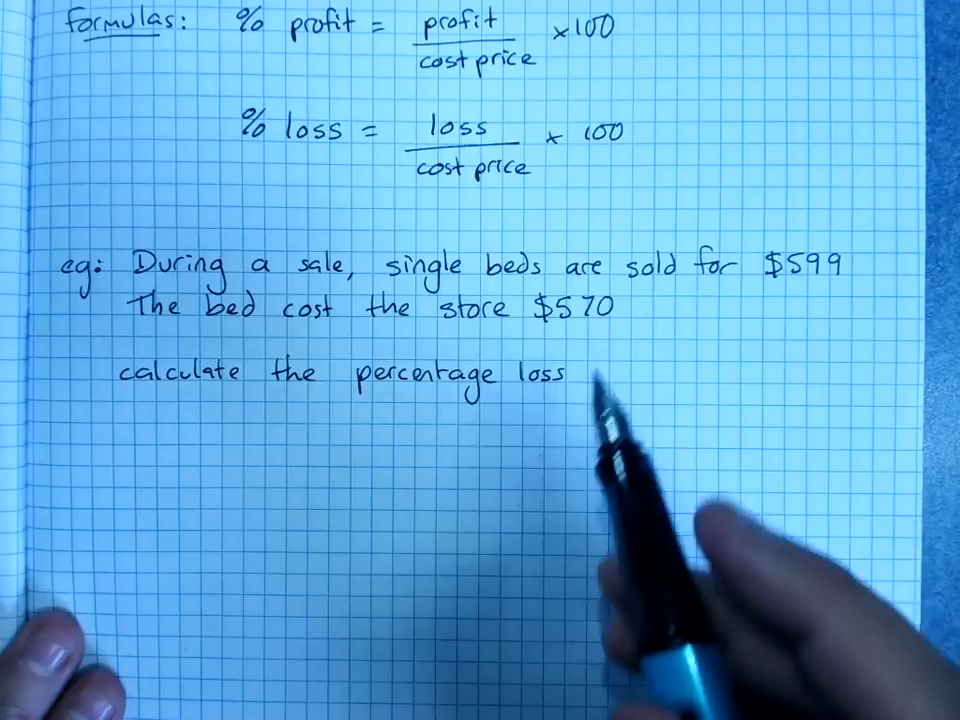 Formulas: % profit = profit / cost price × 100
% loss = loss / cost price × 100
eg: During a sale, single beds are sold for $599
The bed cost the store $570
calculate the percentage loss